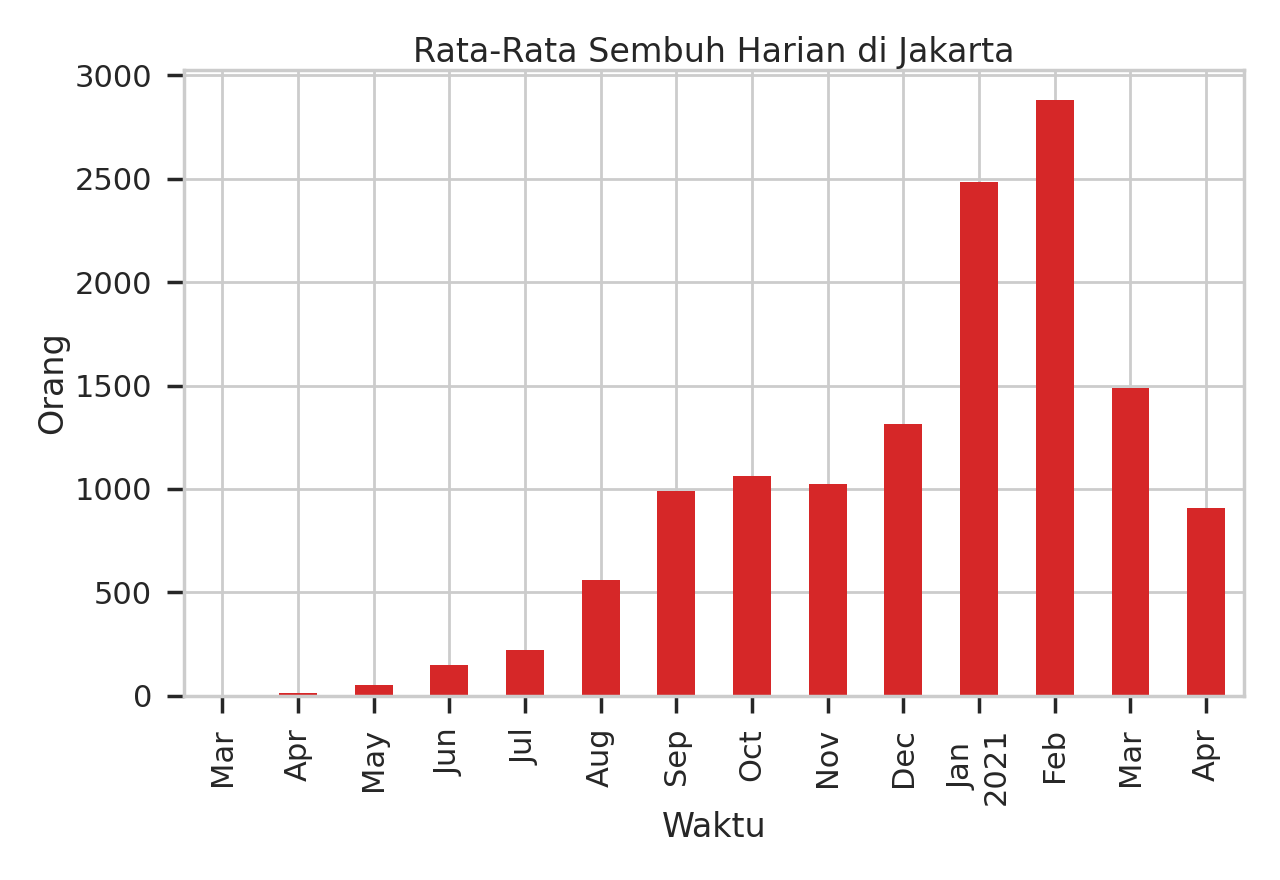 Rata-Rata Sembuh Harian di Jakarta
3000
2500
2000
1500
1000
500
0
Orang
Mar
Apr
May
Jun
Jul
Aug
Sep
Oct
Nov
Dec
Jan
2021
Feb
Mar
Apr
Waktu